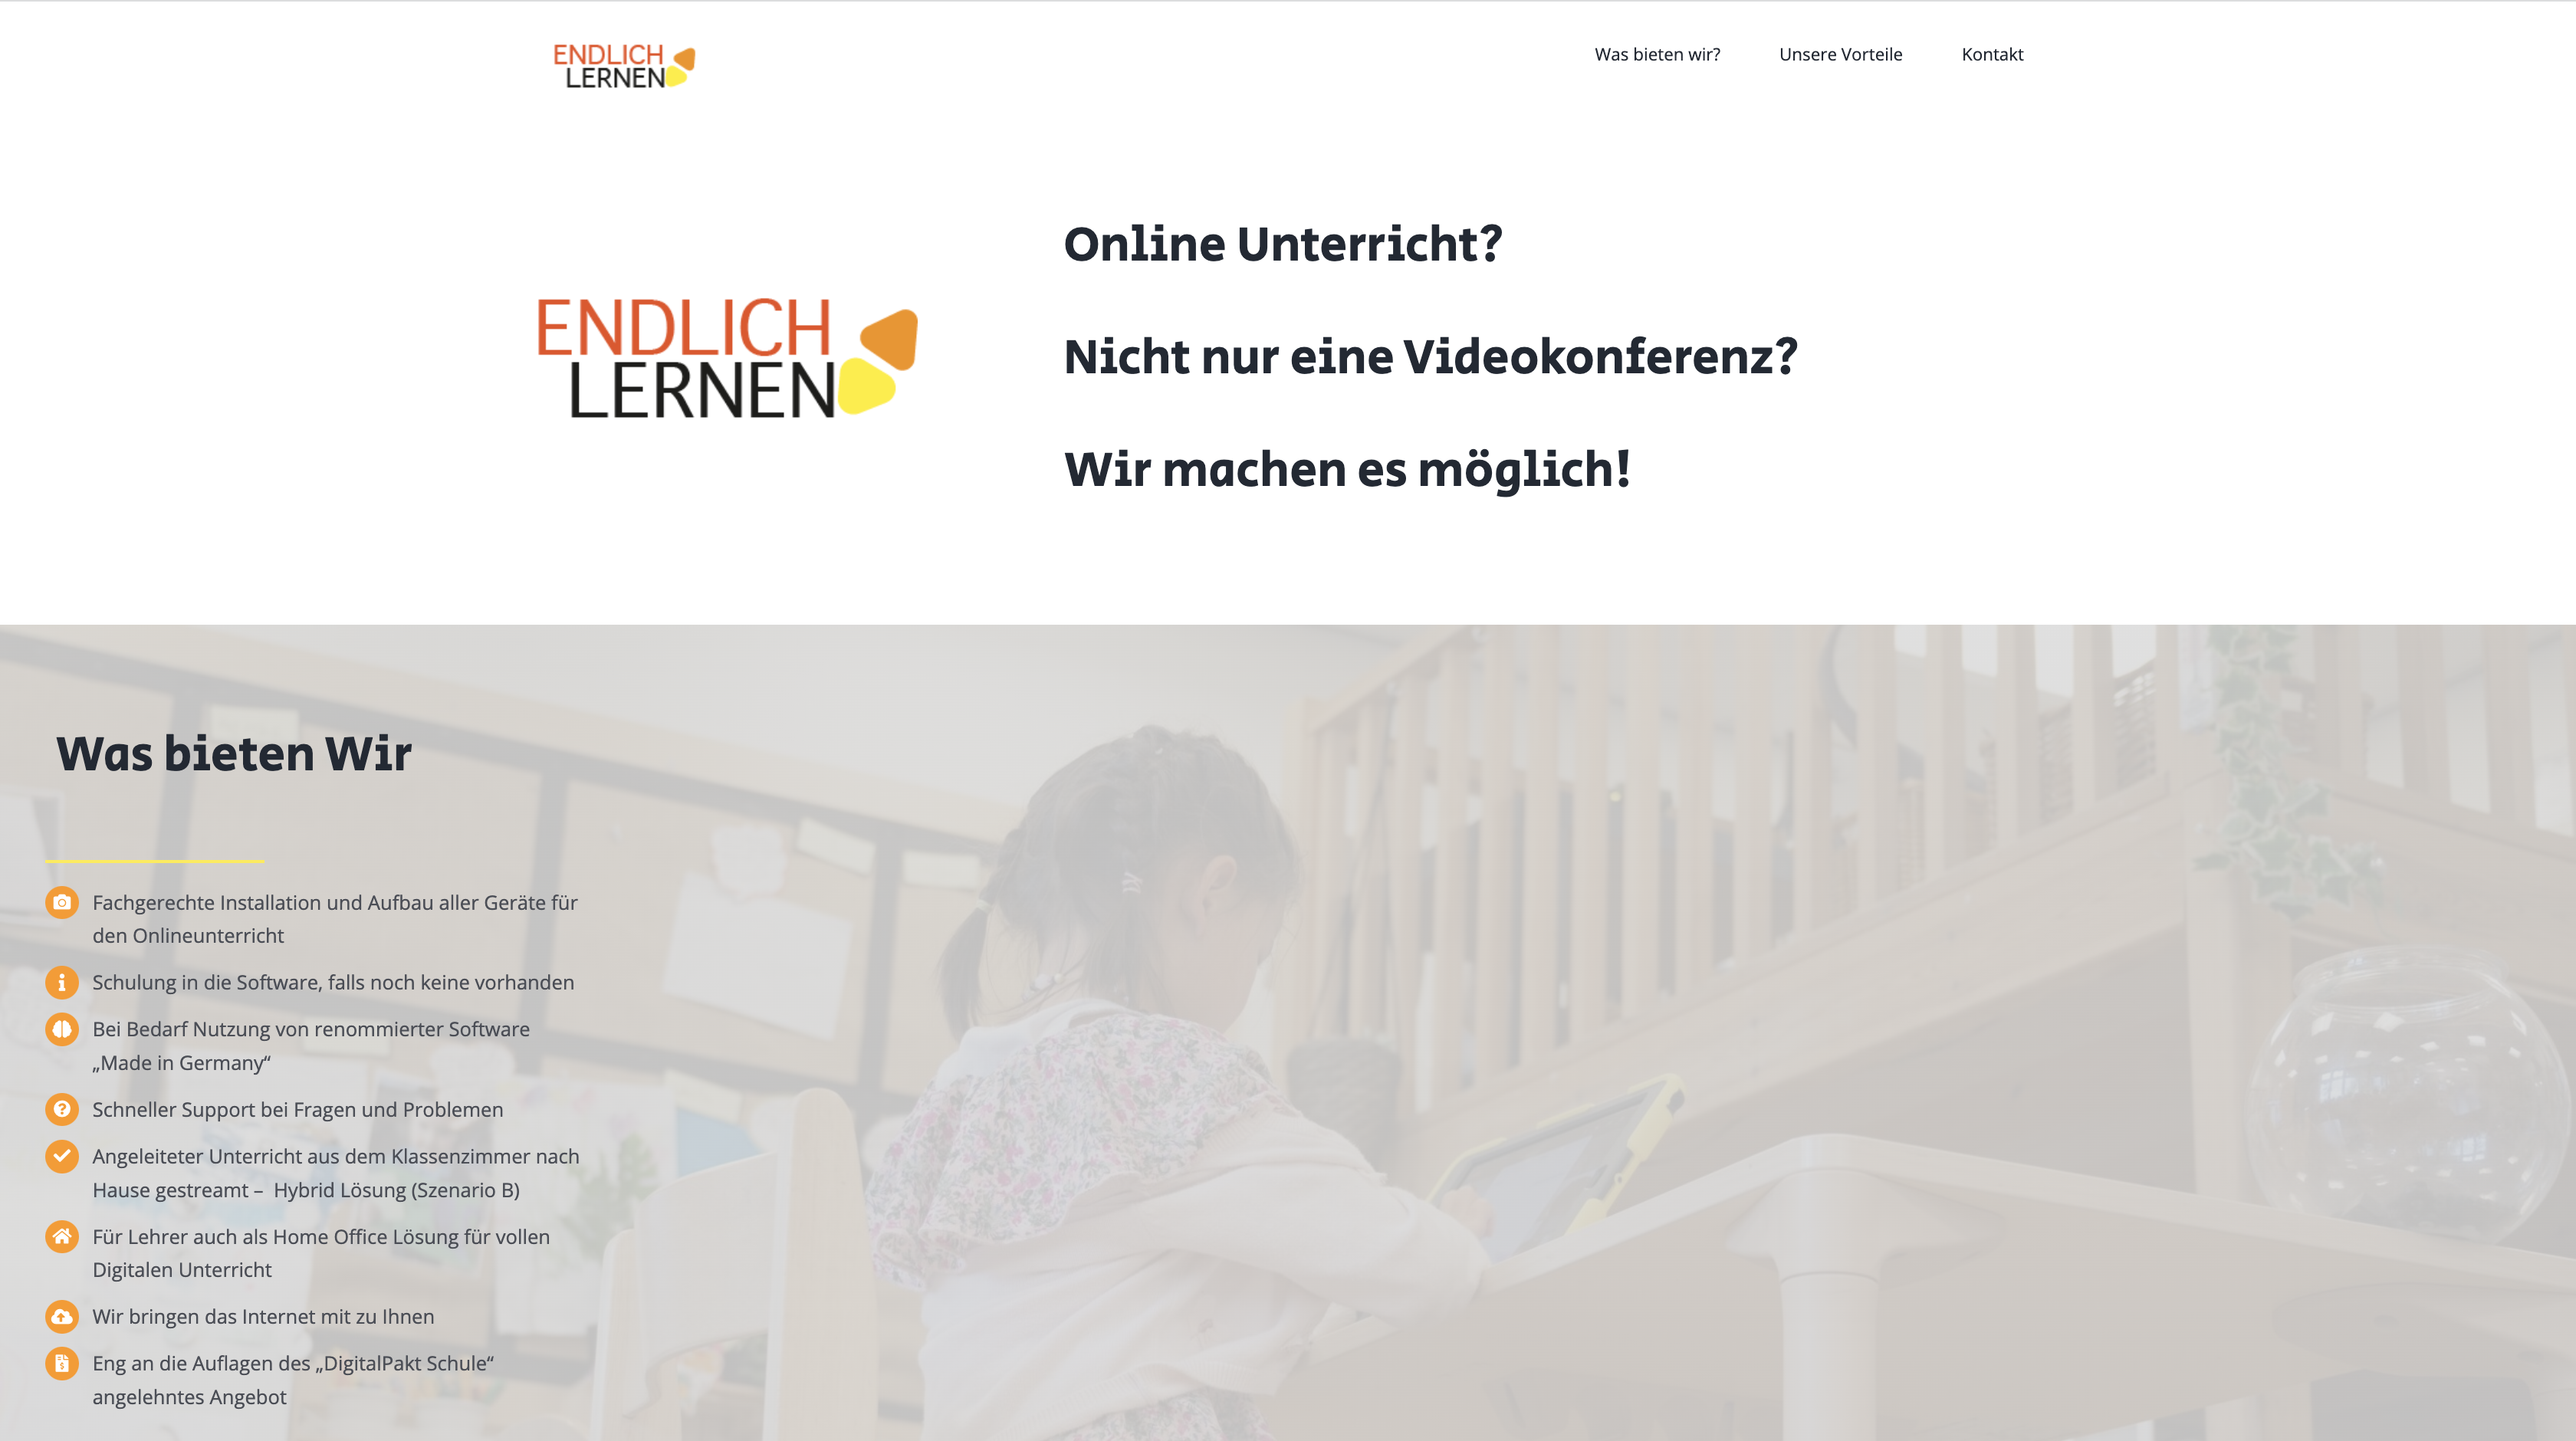 ENDLICH
LERNEN
Was bieten wir?
Unsere Vorteile
Kontakt
ENDLICH
LERNEN
Online Unterricht?
Nicht nur eine Videokonferenz?
Wir machen es möglich!
Was bieten Wir
Fachgerechte Installation und Aufbau aller Geräte für
den Onlineunterricht
Schulung in die Software, falls noch keine vorhanden
Bei Bedarf Nutzung von renommierter Software
„Made in Germany“
Schneller Support bei Fragen und Problemen
Angeleiteter Unterricht aus dem Klassenzimmer nach
Hause gestreamt – Hybrid Lösung (Szenario B)
Für Lehrer auch als Home Office Lösung für vollen
Digitalen Unterricht
Wir bringen das Internet mit zu Ihnen
Eng an die Auflagen des „DigitalPakt Schule“
angelehntes Angebot